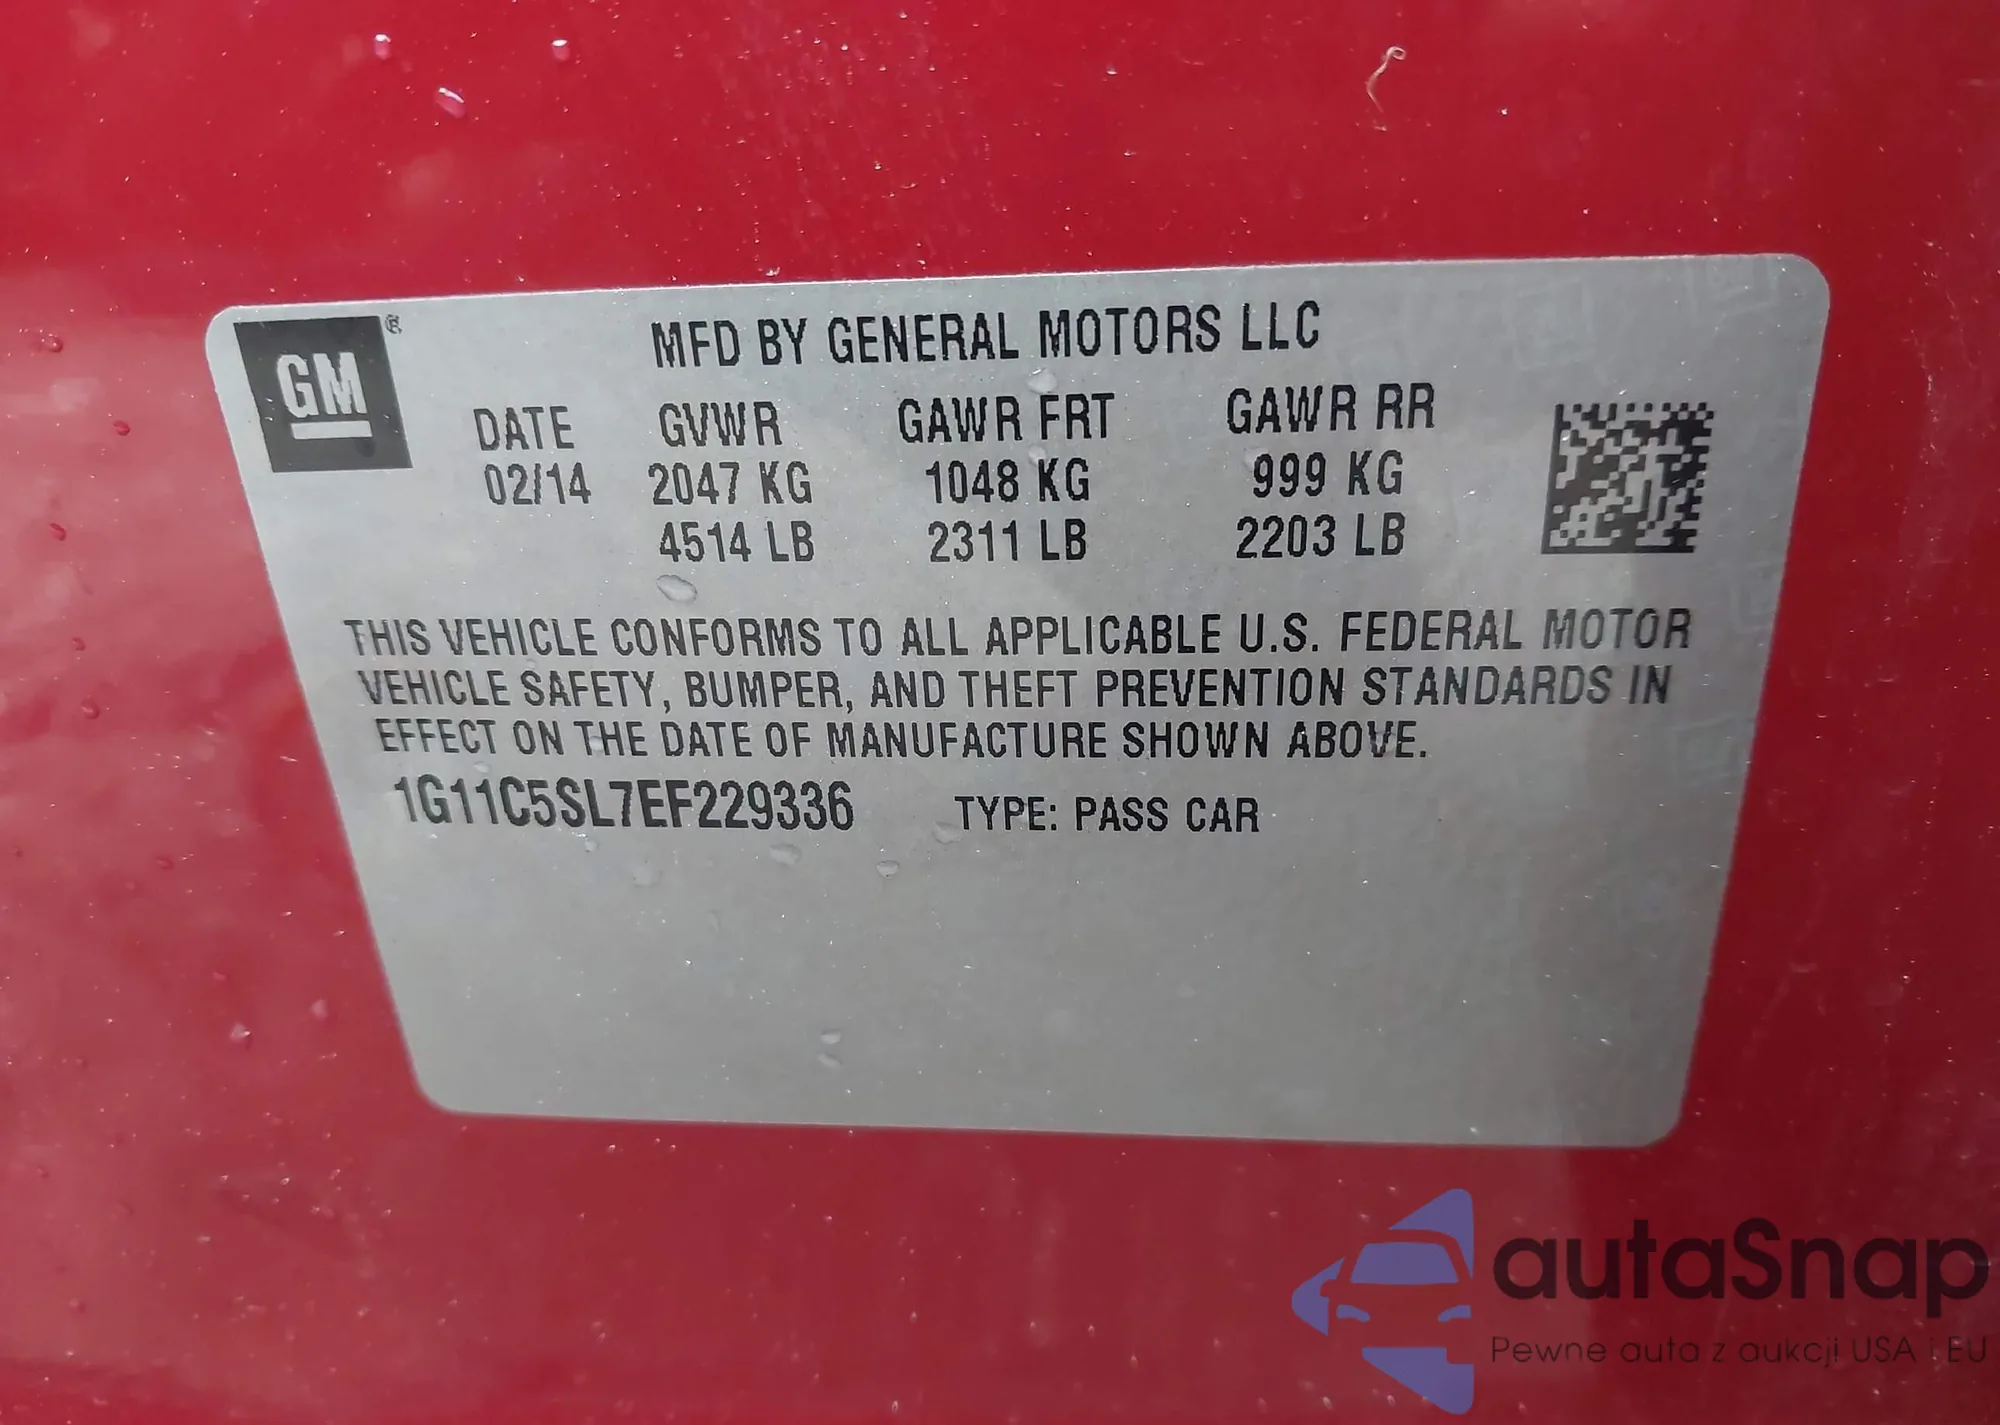 GM ®
MFD BY GENERAL MOTORS LLC
DATE GVWR GAWR FRT GAWR RR
02/14 2047 KG 1048 KG 999 KG
4514 LB 2311 LB 2203 LB
THIS VEHICLE CONFORMS TO ALL APPLICABLE U.S. FEDERAL MOTOR
VEHICLE SAFETY, BUMPER, AND THEFT PREVENTION STANDARDS IN
EFFECT ON THE DATE OF MANUFACTURE SHOWN ABOVE.
1G11C5SL7EF229336 TYPE: PASS CAR
autaSnap
Pewne auta z aukcji USA i EU